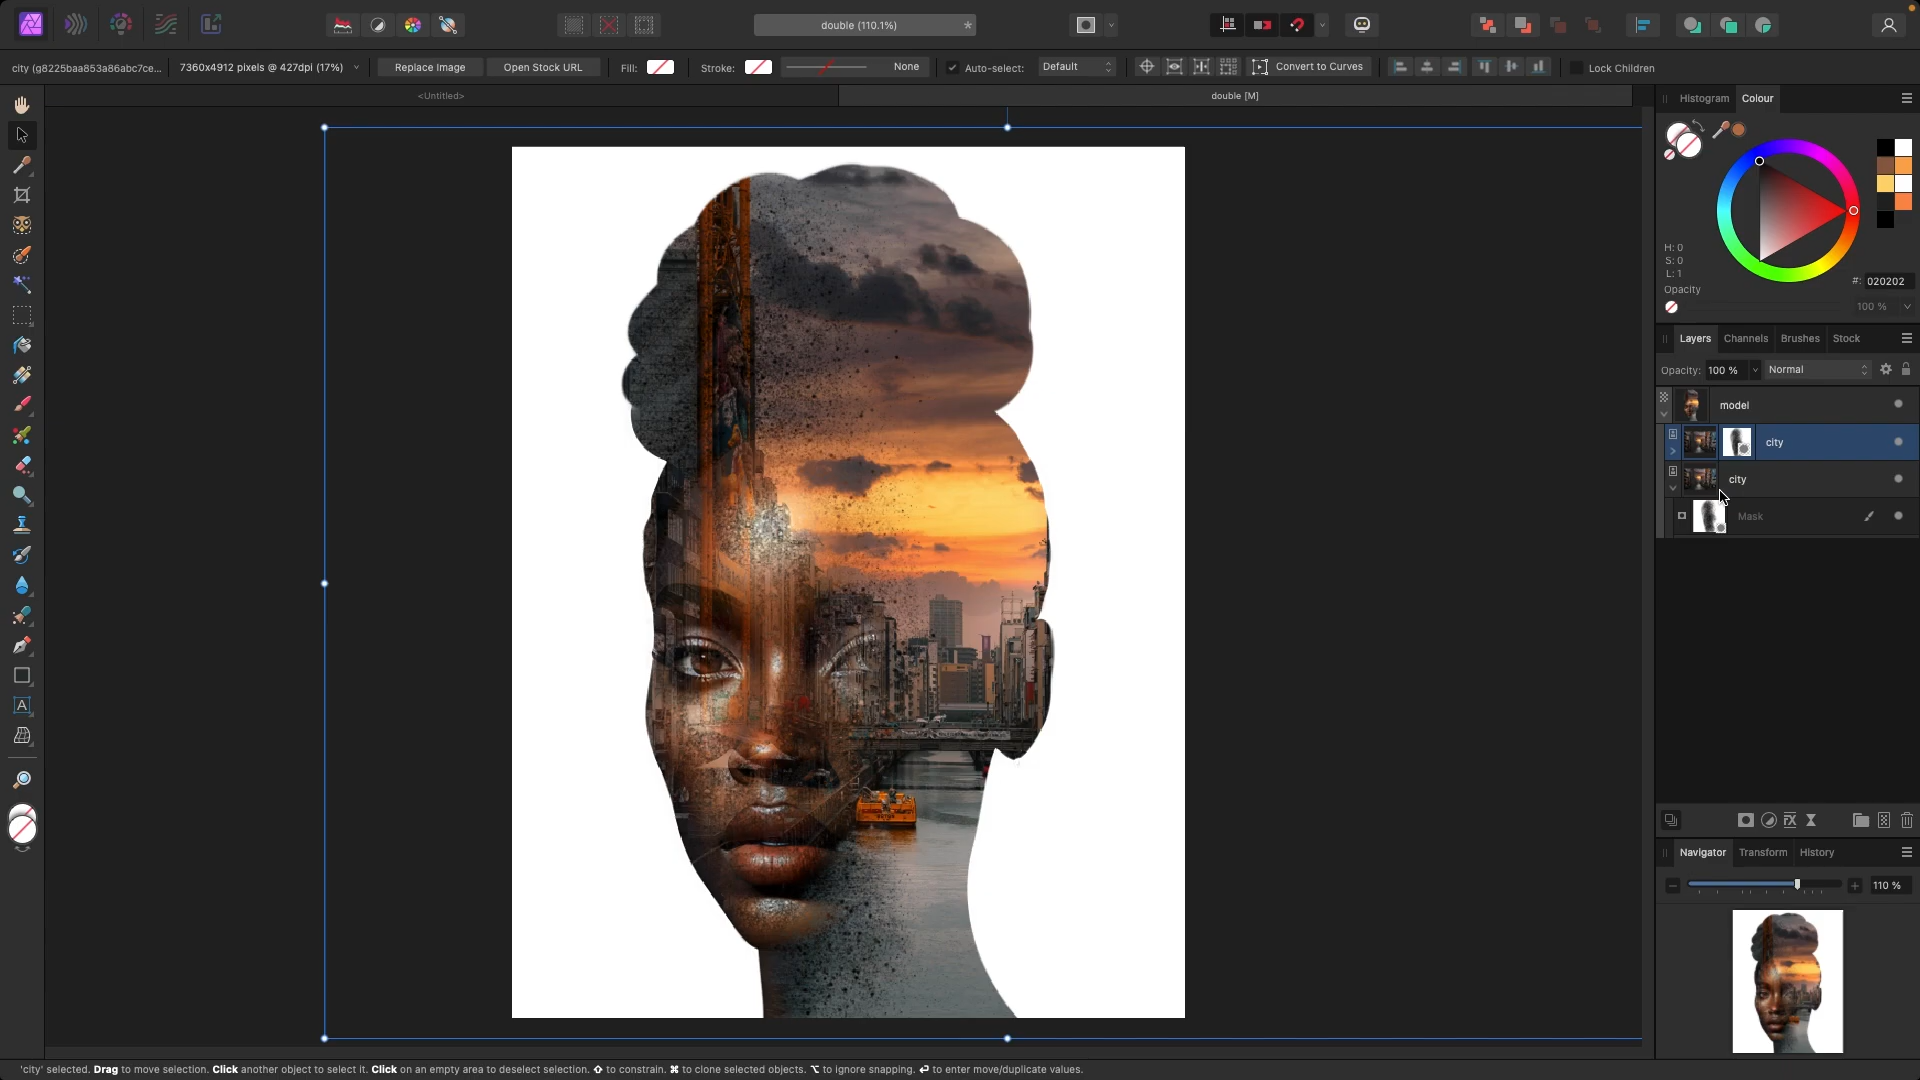 double (110.1%)
*
city (g8225baa853a86abc7ce...
7360x4912 pixels @ 427dpi (17%)
Replace Image
Open Stock URL
Fill:
Stroke:
None
Auto-select:
Default
Convert to Curves
Lock Children
<Untitled>
double [M]
Histogram
Colour
H: 0
S: 0
L: 1
#: 020202
Opacity
100 %
Layers
Channels
Brushes
Stock
Opacity: 100 %
Normal
model
city
city
Mask
Navigator
Transform
History
110 %
'city' selected. Drag to move selection. Click another object to select it. Click on an empty area to deselect selection. ⇧ to constrain. ⌘ to clone selected objects. ⌥ to ignore snapping. ⏎ to enter move/duplicate values.